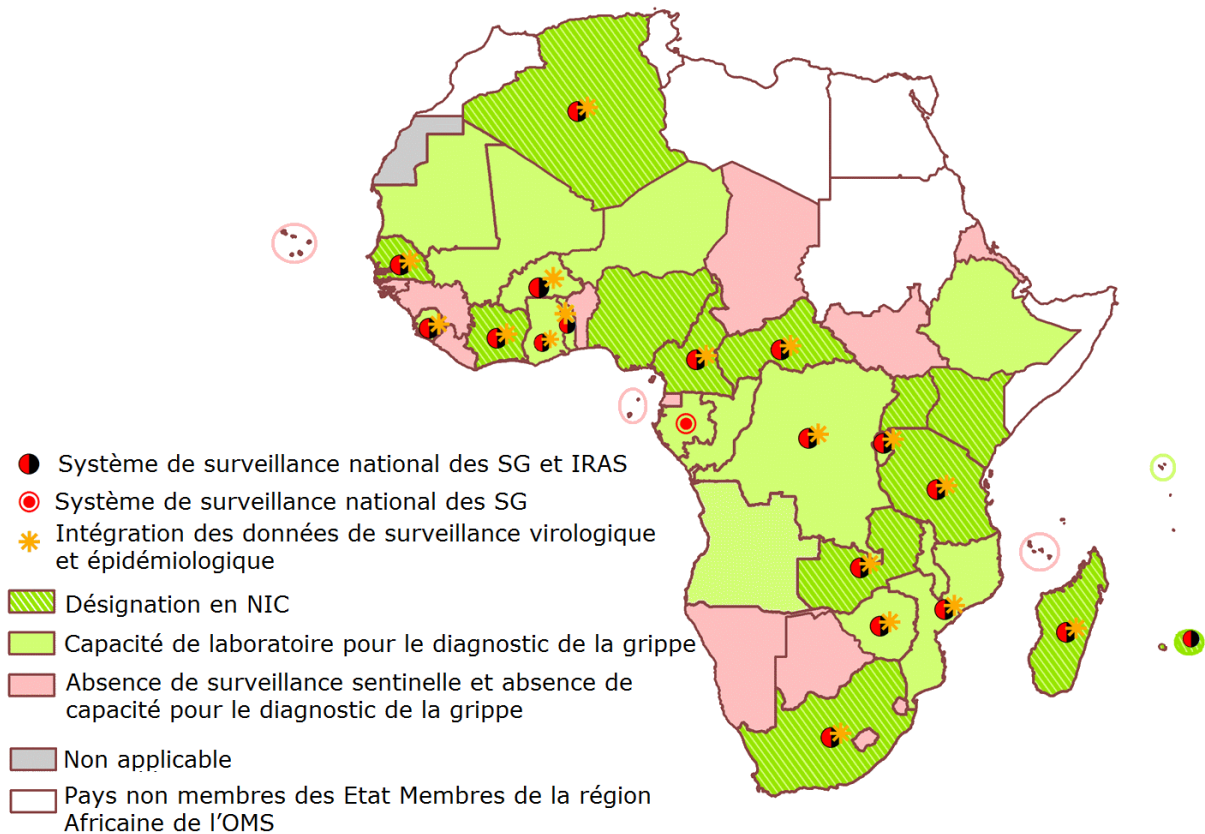 Système de surveillance national des SG et IRAS
Système de surveillance national des SG
Intégration des données de surveillance virologique
et épidémiologique
Désignation en NIC
Capacité de laboratoire pour le diagnostic de la grippe
Absence de surveillance sentinelle et absence de
capacité pour le diagnostic de la grippe
Non applicable
Pays non membres des Etat Membres de la région
Africaine de l’OMS